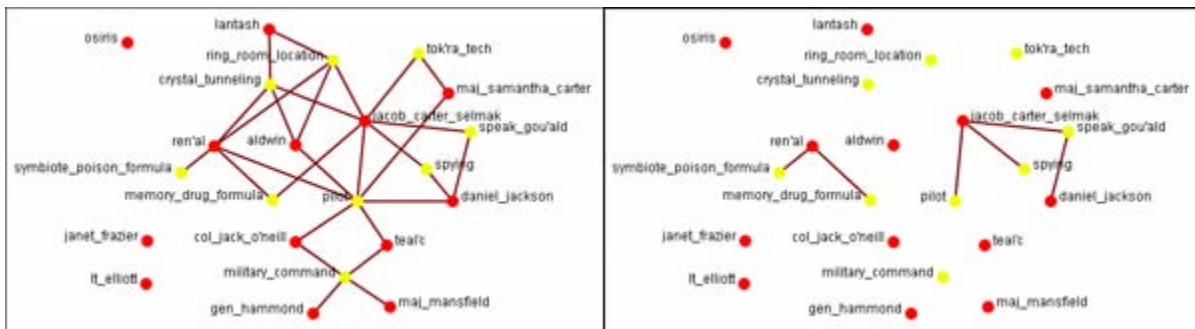 lantash
osiris
ring_room_location
tok'ra_tech
crystal_tunneling
maj_samantha_carter
jacob_carter_selmak
speak_gou'ald
ren'al
aldwin
symbiote_poison_formula
spying
memory_drug_formula
pilot
daniel_jackson
janet_frazier
col_jack_o'neill
teal'c
lt_elliott
military_command
gen_hammond
maj_mansfield
lantash
osiris
ring_room_location
tok'ra_tech
crystal_tunneling
maj_samantha_carter
jacob_carter_selmak
speak_gou'ald
ren'al
aldwin
symbiote_poison_formula
spying
memory_drug_formula
pilot
daniel_jackson
janet_frazier
col_jack_o'neill
teal'c
lt_elliott
military_command
gen_hammond
maj_mansfield